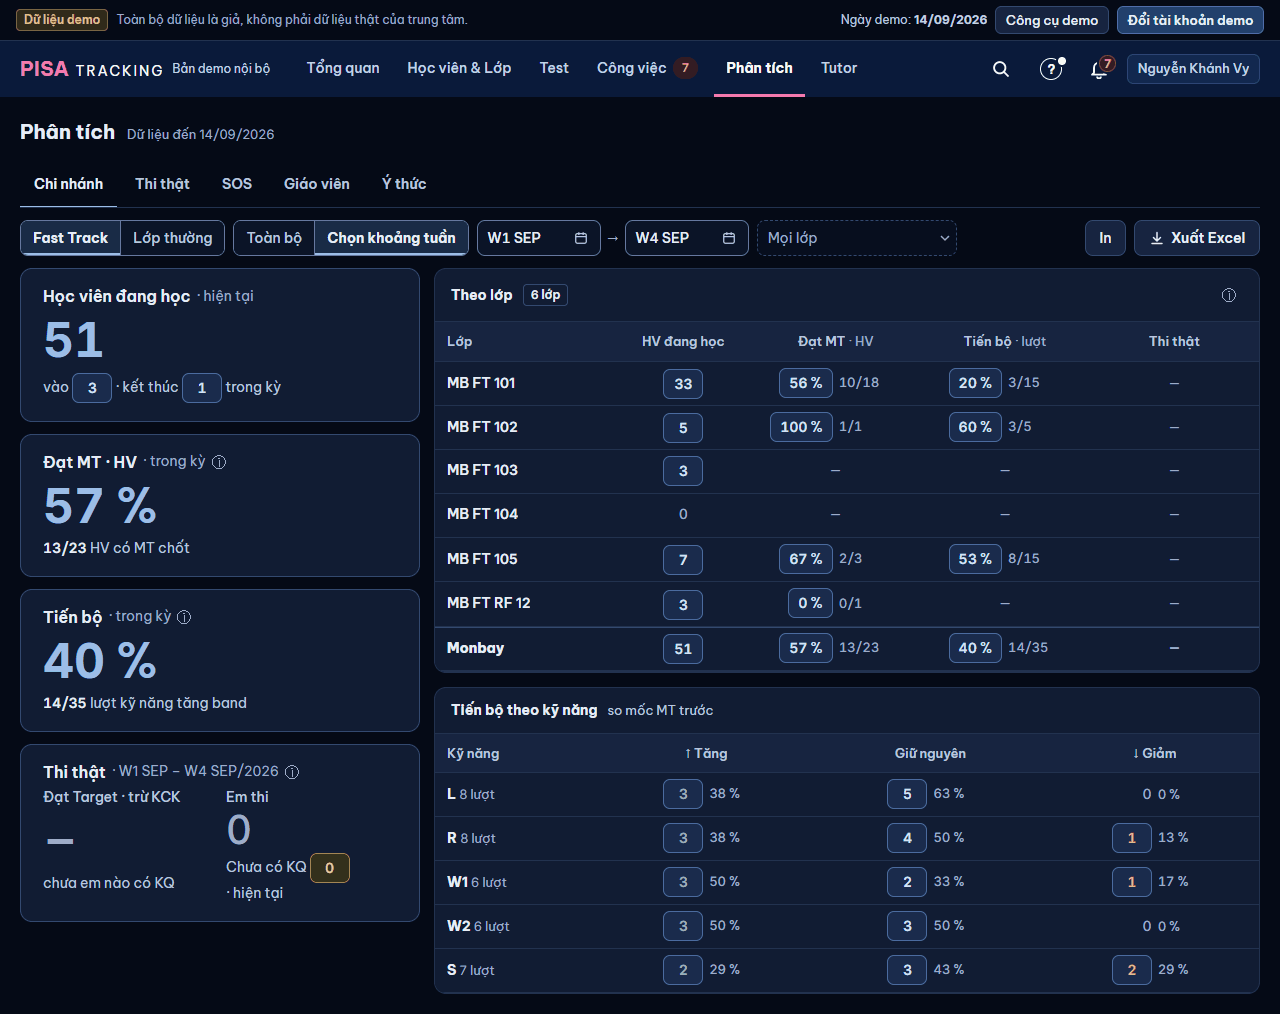 Dữ liệu demo Toàn bộ dữ liệu là giả, không phải dữ liệu thật của trung tâm. Ngày demo: 14/09/2026 Công cụ demo Đổi tài khoản demo
PISA TRACKING Bản demo nội bộ Tổng quan Học viên & Lớp Test Công việc 7 Phân tích Tutor ? 7 Nguyễn Khánh Vy
Phân tích Dữ liệu đến 14/09/2026
Chi nhánh Thi thật SOS Giáo viên Ý thức
Fast Track Lớp thường Toàn bộ Chọn khoảng tuần W1 SEP → W4 SEP Mọi lớp In Xuất Excel
Học viên đang học · hiện tại
51
vào 3 · kết thúc 1 trong kỳ
Đạt MT · HV · trong kỳ ⓘ
57 %
13/23 HV có MT chốt
Tiến bộ · trong kỳ ⓘ
40 %
14/35 lượt kỹ năng tăng band
Thi thật · W1 SEP – W4 SEP/2026 ⓘ
Đạt Target · trừ KCK Em thi
– 0
chưa em nào có KQ Chưa có KQ 0
· hiện tại
Theo lớp 6 lớp ⓘ
Lớp HV đang học Đạt MT · HV Tiến bộ · lượt Thi thật
MB FT 101 33 56 % 10/18 20 % 3/15 –
MB FT 102 5 100 % 1/1 60 % 3/5 –
MB FT 103 3 – – –
MB FT 104 0 – – –
MB FT 105 7 67 % 2/3 53 % 8/15 –
MB FT RF 12 3 0 % 0/1 – –
Monbay 51 57 % 13/23 40 % 14/35 –
Tiến bộ theo kỹ năng so mốc MT trước
Kỹ năng ↑ Tăng Giữ nguyên ↓ Giảm
L 8 lượt 3 38 % 5 63 % 0 0 %
R 8 lượt 3 38 % 4 50 % 1 13 %
W1 6 lượt 3 50 % 2 33 % 1 17 %
W2 6 lượt 3 50 % 3 50 % 0 0 %
S 7 lượt 2 29 % 3 43 % 2 29 %